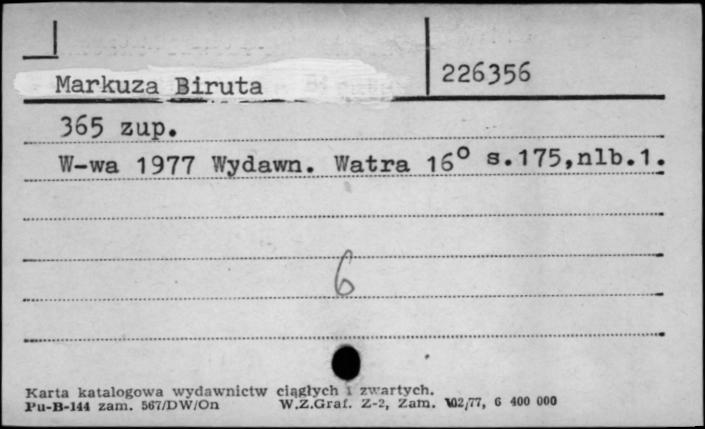 Markuza Biruta
226356
365 zup.
W-wa 1977 Wydawn. Watra 16° s.175,nlb.1.
6
Karta katalogowa wydawnictw ciągłych i zwartych.
Pu-B-144 zam. 567/DW/On W.Z.Graf. Z-2, Zam. 102/77, 6 400 000